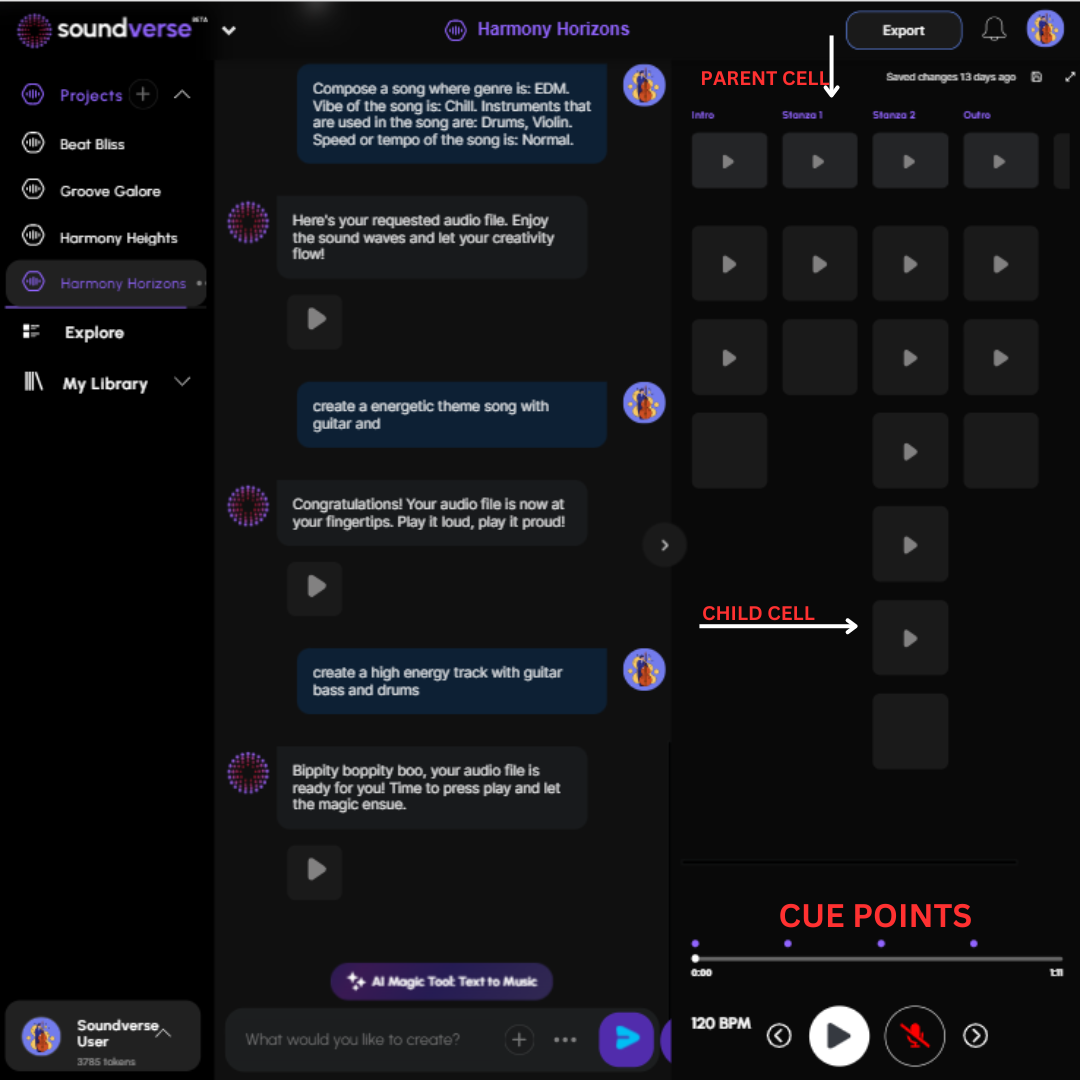 soundverse BETA
Harmony Horizons
Export
Projects
Beat Bliss
Groove Galore
Harmony Heights
Harmony Horizons
Explore
My Library
Soundverse
User
3785 tokens
Compose a song where genre is: EDM.
Vibe of the song is: Chill. Instruments that
are used in the song are: Drums, Violin.
Speed or tempo of the song is: Normal.
Here's your requested audio file. Enjoy
the sound waves and let your creativity
flow!
create a energetic theme song with
guitar and
Congratulations! Your audio file is now at
your fingertips. Play it loud, play it proud!
create a high energy track with guitar
bass and drums
Bippity boppity boo, your audio file is
ready for you! Time to press play and let
the magic ensue.
AI Magic Tool: Text to Music
What would you like to create?
PARENT CELL
Saved changes 13 days ago
Intro
Stanza 1
Stanza 2
Outro
CHILD CELL
CUE POINTS
0:00
1:11
120 BPM